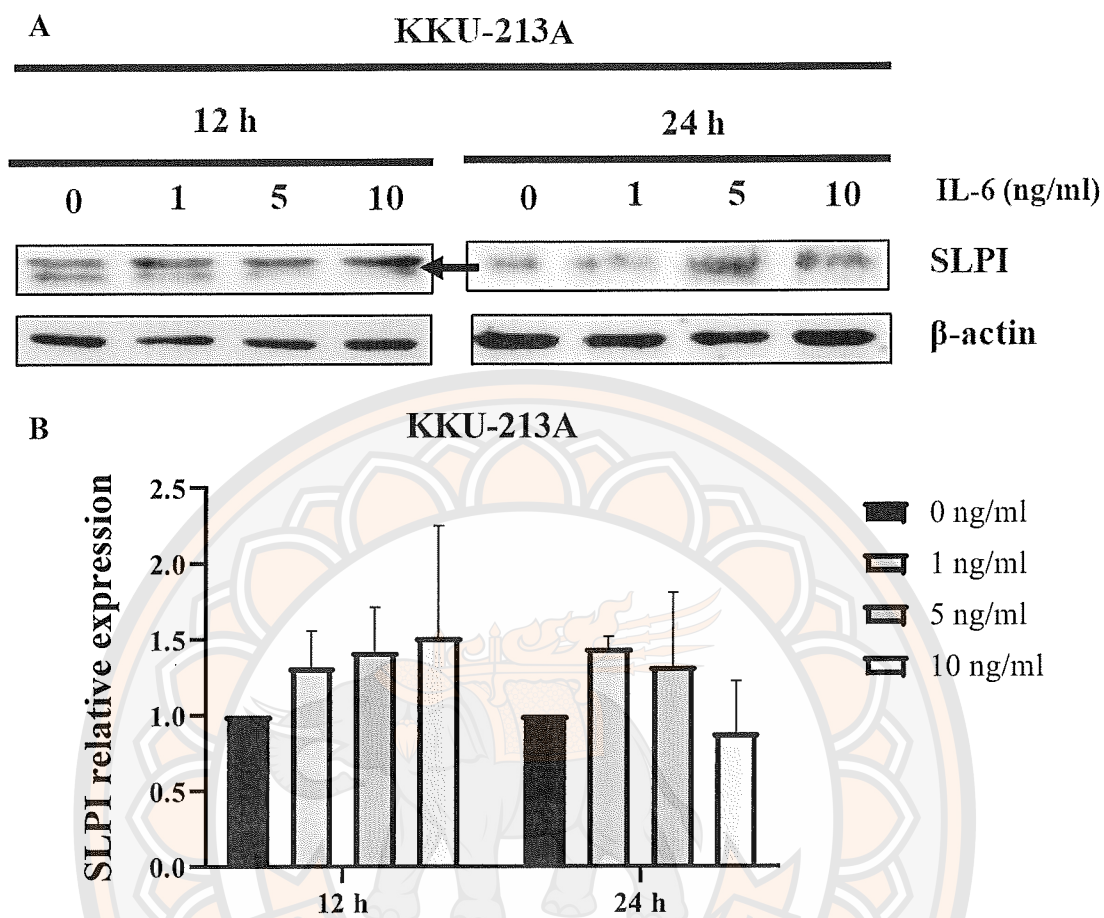 A
KKU-213A
12 h 24 h
0 1 5 10 0 1 5 10 IL-6 (ng/ml)
SLPI
β-actin
B
KKU-213A
SLPI relative expression
2.5
2.0
1.5
1.0
0.5
0.0
12 h 24 h
0 ng/ml
1 ng/ml
5 ng/ml
10 ng/ml